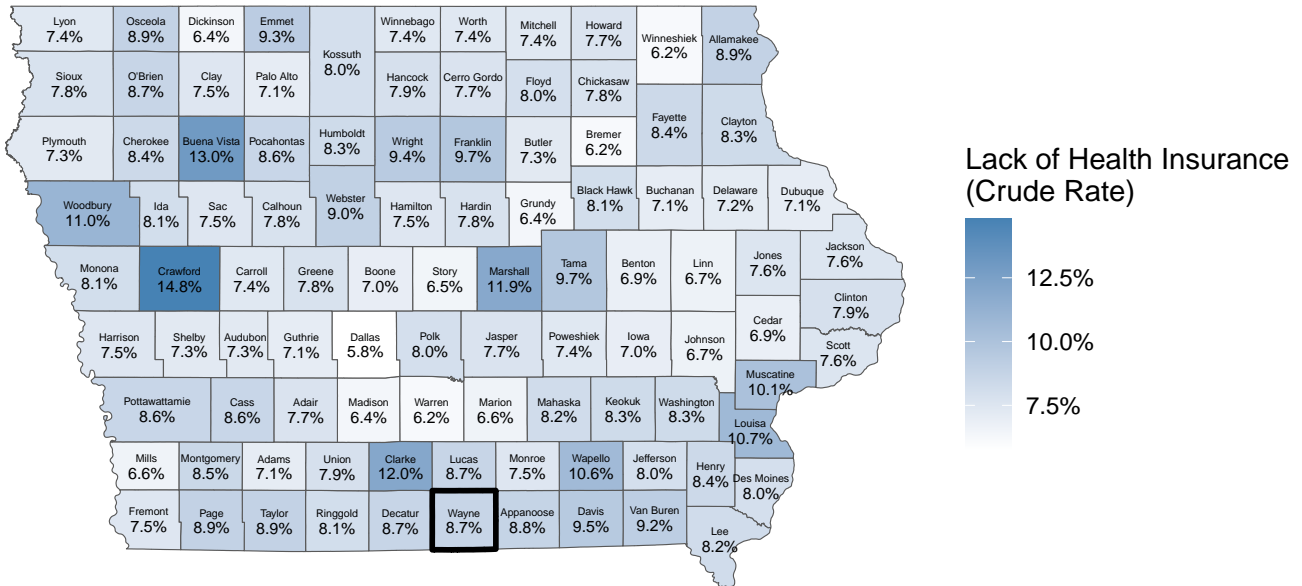 Lyon
7.4%
Osceola
8.9%
Dickinson
6.4%
Emmet
9.3%
Kossuth
8.0%
Winnebago
7.4%
Worth
7.4%
Mitchell
7.4%
Howard
7.7%
Winneshiek
6.2%
Allamakee
8.9%
Sioux
7.8%
O'Brien
8.7%
Clay
7.5%
Palo Alto
7.1%
Hancock
7.9%
Cerro Gordo
7.7%
Floyd
8.0%
Chickasaw
7.8%
Fayette
8.4%
Clayton
8.3%
Plymouth
7.3%
Cherokee
8.4%
Buena Vista
13.0%
Pocahontas
8.6%
Humboldt
8.3%
Wright
9.4%
Franklin
9.7%
Butler
7.3%
Bremer
6.2%
Woodbury
11.0%
Ida
8.1%
Sac
7.5%
Calhoun
7.8%
Webster
9.0%
Hamilton
7.5%
Hardin
7.8%
Grundy
6.4%
Black Hawk
8.1%
Buchanan
7.1%
Delaware
7.2%
Dubuque
7.1%
Monona
8.1%
Crawford
14.8%
Carroll
7.4%
Greene
7.8%
Boone
7.0%
Story
6.5%
Marshall
11.9%
Tama
9.7%
Benton
6.9%
Linn
6.7%
Jones
7.6%
Jackson
7.6%
Clinton
7.9%
Harrison
7.5%
Shelby
7.3%
Audubon
7.3%
Guthrie
7.1%
Dallas
5.8%
Polk
8.0%
Jasper
7.7%
Poweshiek
7.4%
Iowa
7.0%
Johnson
6.7%
Cedar
6.9%
Scott
7.6%
Muscatine
10.1%
Pottawattamie
8.6%
Cass
8.6%
Adair
7.7%
Madison
6.4%
Warren
6.2%
Marion
6.6%
Mahaska
8.2%
Keokuk
8.3%
Washington
8.3%
Louisa
10.7%
Mills
6.6%
Montgomery
8.5%
Adams
7.1%
Union
7.9%
Clarke
12.0%
Lucas
8.7%
Monroe
7.5%
Wapello
10.6%
Jefferson
8.0%
Henry
8.4%
Des Moines
8.0%
Fremont
7.5%
Page
8.9%
Taylor
8.9%
Ringgold
8.1%
Decatur
8.7%
Wayne
8.7%
Appanoose
8.8%
Davis
9.5%
Van Buren
9.2%
Lee
8.2%
Lack of Health Insurance
(Crude Rate)
12.5%
10.0%
7.5%